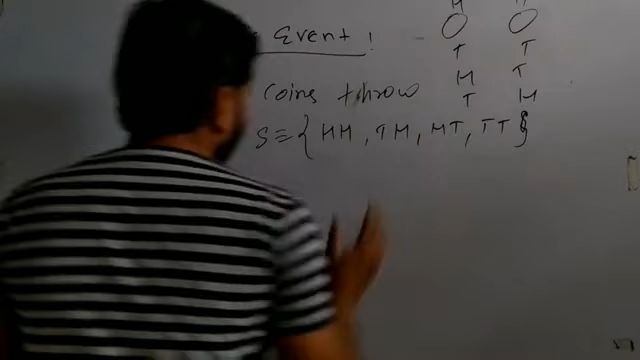 Event !
H H
T T
coins throw H T
T H
S ≡ { HH, TH, HT, TT }